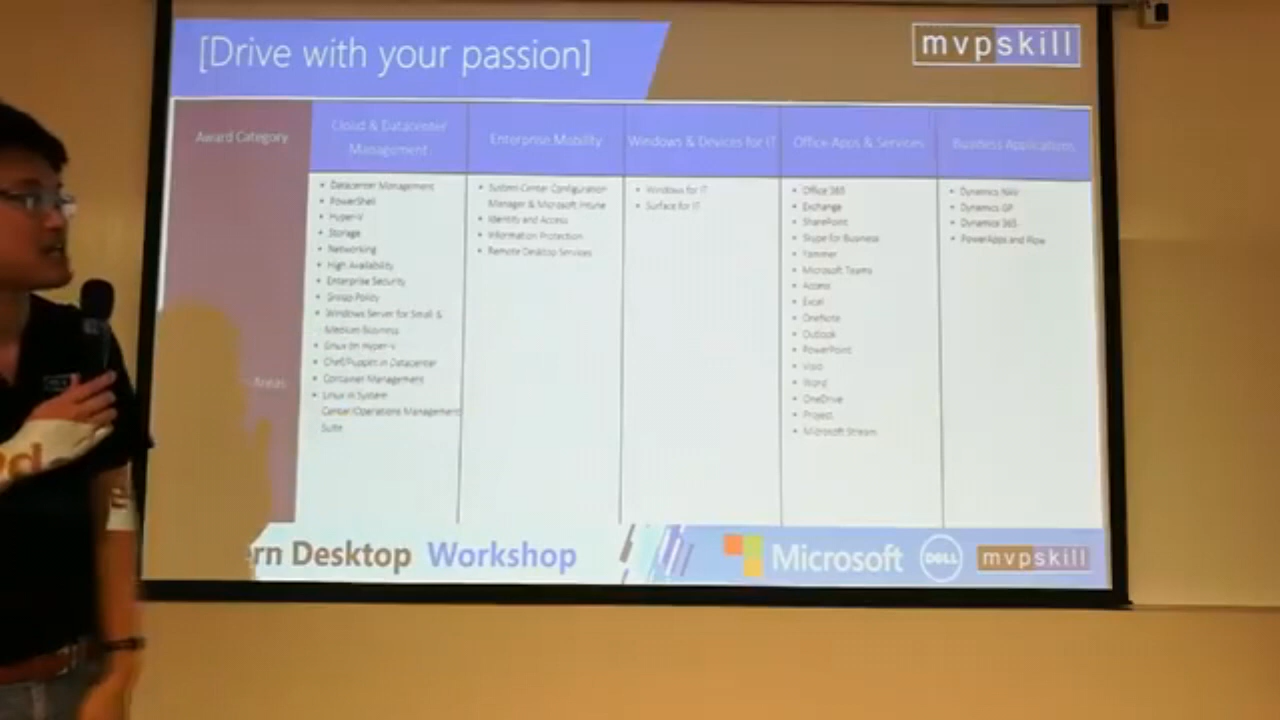 [Drive with your passion]
mvpskill
Award Category
Cloud & Datacenter
Management
Enterprise Mobility
Windows & Devices for IT
Office Apps & Services
Business Applications
Areas
• Datacenter Management
• PowerShell
• Hyper-V
• Storage
• Networking
• High Availability
• Enterprise Security
• Group Policy
• Windows Server for Small &
Medium Business
• Linux on Hyper-V
• Chef/Puppet in Datacenter
• Container Management
• Linux in System
Center/Operations Management
Suite
• System Center Configuration
Manager & Microsoft Intune
• Identity and Access
• Information Protection
• Remote Desktop Services
• Windows for IT
• Surface for IT
• Office 365
• Exchange
• SharePoint
• Skype for Business
• Yammer
• Microsoft Teams
• Access
• Excel
• OneNote
• Outlook
• PowerPoint
• Visio
• Word
• OneDrive
• Project
• Microsoft Stream
• Dynamics NAV
• Dynamics GP
• Dynamics 365
• PowerApps and Flow
rn Desktop Workshop
Microsoft
DELL
mvpskill